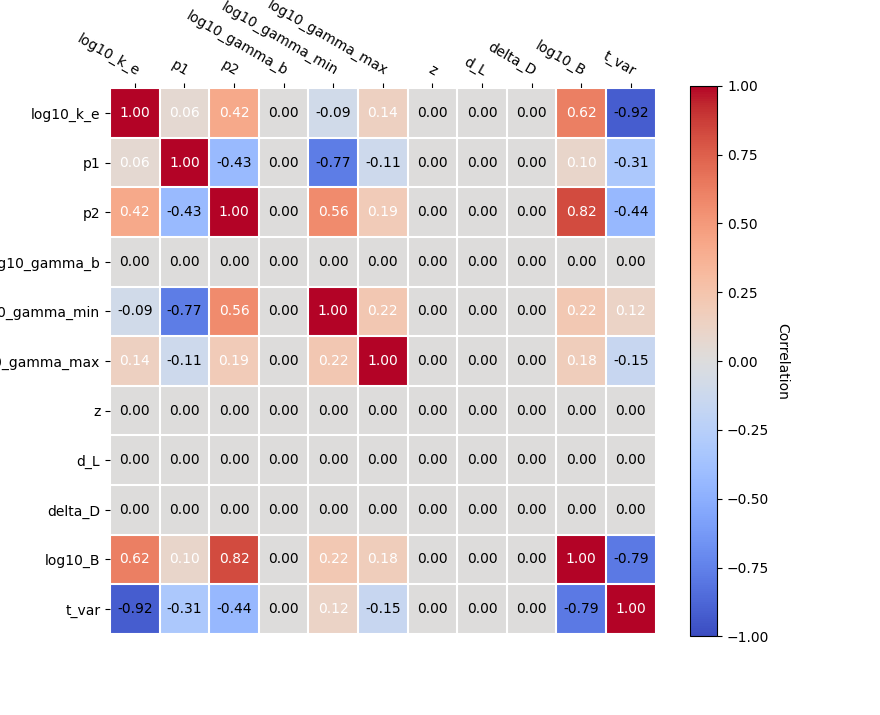 log10_k_e p1 p2 log10_gamma_b log10_gamma_min log10_gamma_max z d_L delta_D log10_B t_var
log10_k_e 1.00 0.06 0.42 0.00 -0.09 0.14 0.00 0.00 0.00 0.62 -0.92
p1 0.06 1.00 -0.43 0.00 -0.77 -0.11 0.00 0.00 0.00 0.10 -0.31
p2 0.42 -0.43 1.00 0.00 0.56 0.19 0.00 0.00 0.00 0.82 -0.44
g10_gamma_b 0.00 0.00 0.00 0.00 0.00 0.00 0.00 0.00 0.00 0.00 0.00
0_gamma_min -0.09 -0.77 0.56 0.00 1.00 0.22 0.00 0.00 0.00 0.22 0.12
0_gamma_max 0.14 -0.11 0.19 0.00 0.22 1.00 0.00 0.00 0.00 0.18 -0.15
z 0.00 0.00 0.00 0.00 0.00 0.00 0.00 0.00 0.00 0.00 0.00
d_L 0.00 0.00 0.00 0.00 0.00 0.00 0.00 0.00 0.00 0.00 0.00
delta_D 0.00 0.00 0.00 0.00 0.00 0.00 0.00 0.00 0.00 0.00 0.00
log10_B 0.62 0.10 0.82 0.00 0.22 0.18 0.00 0.00 0.00 1.00 -0.79
t_var -0.92 -0.31 -0.44 0.00 0.12 -0.15 0.00 0.00 0.00 -0.79 1.00
1.00
0.75
0.50
0.25
0.00
−0.25
−0.50
−0.75
−1.00
Correlation